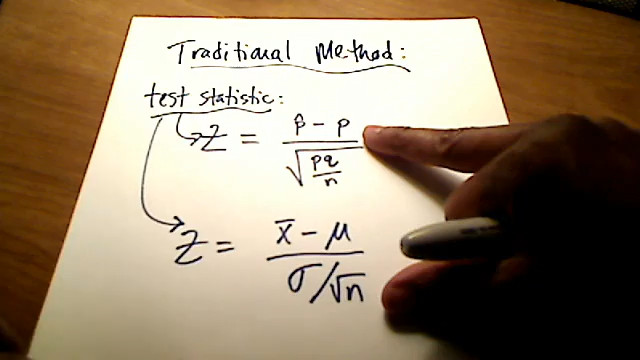 Traditional Method:
test statistic:
Z = p̂ - p / √(pq/n)
Z = x̄ - μ / σ/√n